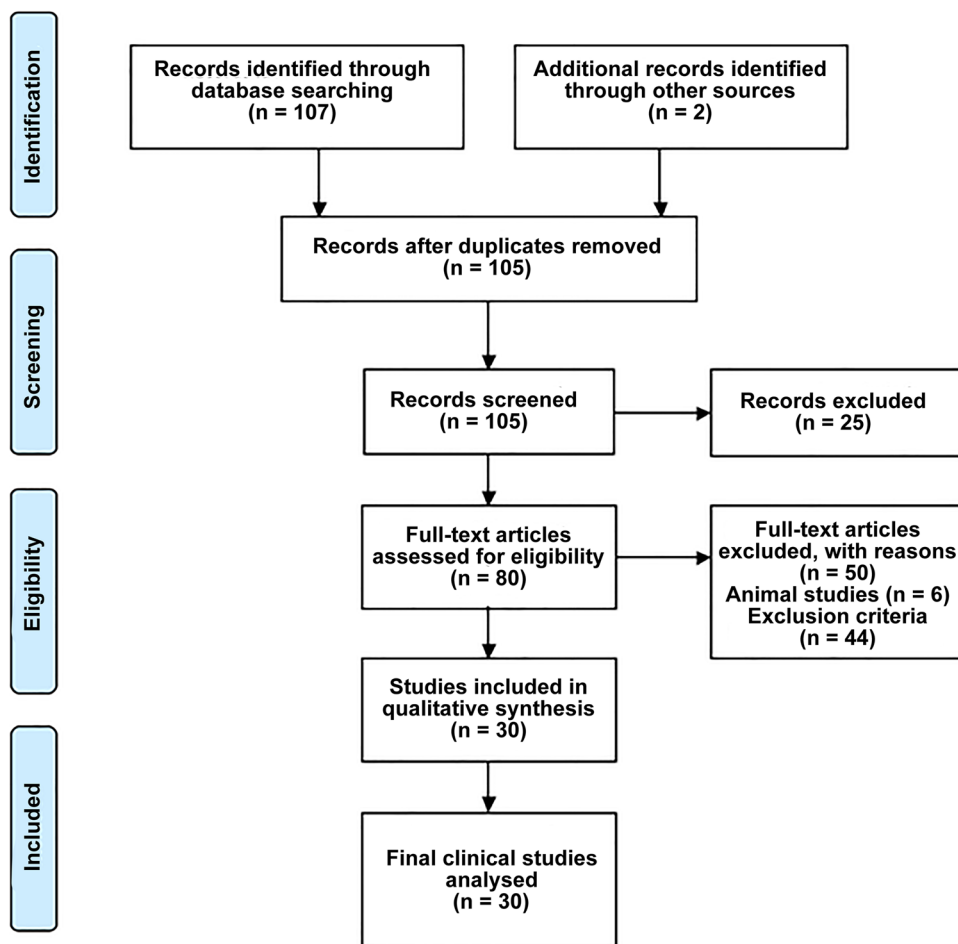 Identification
Records identified through
database searching
(n = 107)
Additional records identified
through other sources
(n = 2)
Records after duplicates removed
(n = 105)
Screening
Records screened
(n = 105)
Records excluded
(n = 25)
Eligibility
Full-text articles
assessed for eligibility
(n = 80)
Full-text articles
excluded, with reasons
(n = 50)
Animal studies (n = 6)
Exclusion criteria
(n = 44)
Studies included in
qualitative synthesis
(n = 30)
Included
Final clinical studies
analysed
(n = 30)